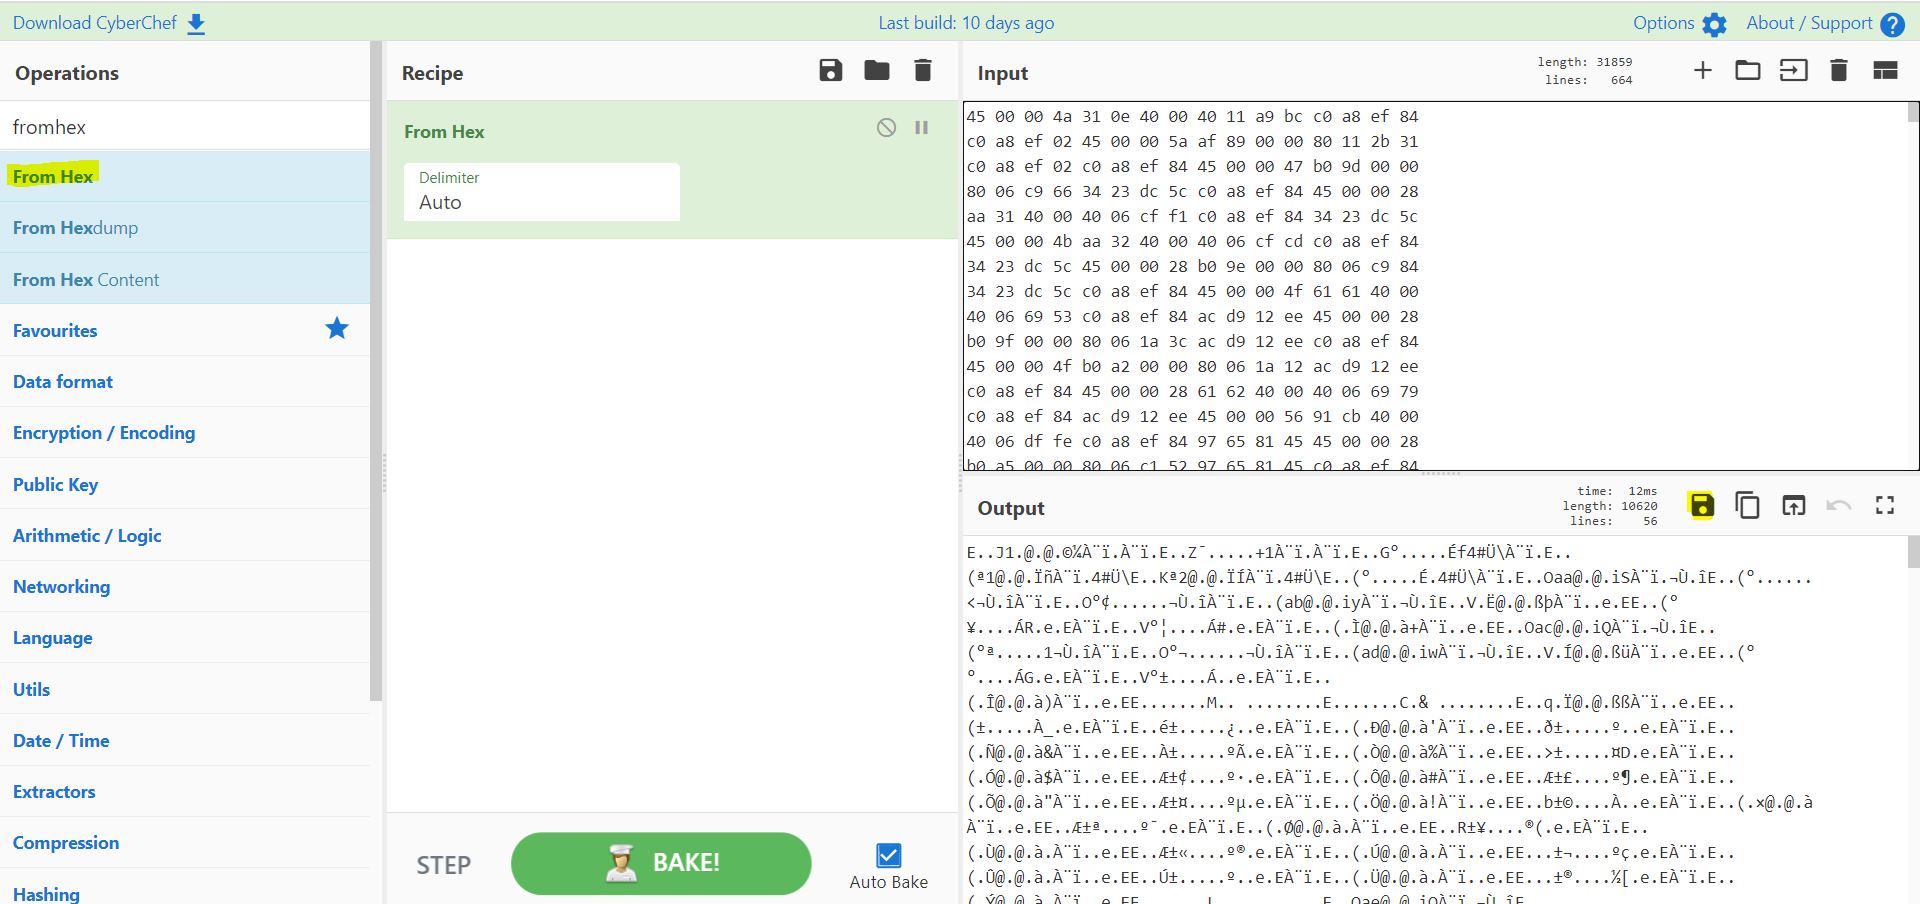 Download CyberChef
Last build: 10 days ago
Options
About / Support
Operations
fromhex
From Hex
From Hexdump
From Hex Content
Favourites
Data format
Encryption / Encoding
Public Key
Arithmetic / Logic
Networking
Language
Utils
Date / Time
Extractors
Compression
Hashing
Recipe
From Hex
Delimiter
Auto
STEP
BAKE!
Auto Bake
Input
length: 31859
lines: 664
45 00 00 4a 31 0e 40 00 40 11 a9 bc c0 a8 ef 84
c0 a8 ef 02 45 00 00 5a af 89 00 00 80 11 2b 31
c0 a8 ef 02 c0 a8 ef 84 45 00 00 47 b0 9d 00 00
80 06 c9 66 34 23 dc 5c c0 a8 ef 84 45 00 00 28
aa 31 40 00 40 06 cf f1 c0 a8 ef 84 34 23 dc 5c
45 00 00 4b aa 32 40 00 40 06 cf cd c0 a8 ef 84
34 23 dc 5c 45 00 00 28 b0 9e 00 00 80 06 c9 84
34 23 dc 5c c0 a8 ef 84 45 00 00 4f 61 61 40 00
40 06 69 53 c0 a8 ef 84 ac d9 12 ee 45 00 00 28
b0 9f 00 00 80 06 1a 3c ac d9 12 ee c0 a8 ef 84
45 00 00 4f b0 a2 00 00 80 06 1a 12 ac d9 12 ee
c0 a8 ef 84 45 00 00 28 61 62 40 00 40 06 69 79
c0 a8 ef 84 ac d9 12 ee 45 00 00 56 91 cb 40 00
40 06 df fe c0 a8 ef 84 97 65 81 45 45 00 00 28
b0 a5 00 00 80 06 c1 52 97 65 81 45 c0 a8 ef 84
Output
time: 12ms
length: 10620
lines: 56
E..J1.@.@.©¼À¨ï.À¨ï.E..Z¯.....+1À¨ï.À¨ï.E..G°.....Éf4#Ü\À¨ï.E..
(ª1@.@.ÏñÀ¨ï.4#Ü\E..Kª2@.@.ÏÍÀ¨ï.4#Ü\E..(°.....É.4#Ü\À¨ï.E..Oaa@.@.iSÀ¨ï.¬Ù.îE..(°......
<¬Ù.îÀ¨ï.E..O°¢......¬Ù.îÀ¨ï.E..(ab@.@.iyÀ¨ï.¬Ù.îE..V.Ë@.@.ßþÀ¨ï..e.EE..(°
¥....ÁR.e.EÀ¨ï.E..V°¦....Á#.e.EÀ¨ï.E..(.Ì@.@.à+À¨ï..e.EE..Oac@.@.iQÀ¨ï.¬Ù.îE..
(°ª.....1¬Ù.îÀ¨ï.E..O°¬......¬Ù.îÀ¨ï.E..(ad@.@.iwÀ¨ï.¬Ù.îE..V.Í@.@.ßüÀ¨ï..e.EE..(°
°....ÁG.e.EÀ¨ï.E..V°±....Á..e.EÀ¨ï.E..
(.Î@.@.à)À¨ï..e.EE.......M.. ........E.......C.& ........E..q.Ï@.@.ßßÀ¨ï..e.EE..
(±.....À_.e.EÀ¨ï.E..é±.....¿..e.EÀ¨ï.E..(.Ð@.@.à'À¨ï..e.EE..ð±.....º..e.EÀ¨ï.E..
(.Ñ@.@.à&À¨ï..e.EE..À±.....ºÃ.e.EÀ¨ï.E..(.Ò@.@.à%À¨ï..e.EE..>±.....¤D.e.EÀ¨ï.E..
(.Ó@.@.à$À¨ï..e.EE..Æ±¢....º·.e.EÀ¨ï.E..(.Ô@.@.à#À¨ï..e.EE..Æ±£....º¶.e.EÀ¨ï.E..
(.Õ@.@.à"À¨ï..e.EE..Æ±¤....ºµ.e.EÀ¨ï.E..(.Ö@.@.à!À¨ï..e.EE..b±©....À..e.EÀ¨ï.E..(.×@.@.à
À¨ï..e.EE..Æ±ª....º¯.e.EÀ¨ï.E..(.Ø@.@.à.À¨ï..e.EE..R±¥....®(.e.EÀ¨ï.E..
(.Ù@.@.à.À¨ï..e.EE..Æ±«....º®.e.EÀ¨ï.E..(.Ú@.@.à.À¨ï..e.EE...±¬....ºç.e.EÀ¨ï.E..
(.Û@.@.à.À¨ï..e.EE..Ú±.....º..e.EÀ¨ï.E..(.Ü@.@.à.À¨ï..e.EE...±®....½[.e.EÀ¨ï.E..